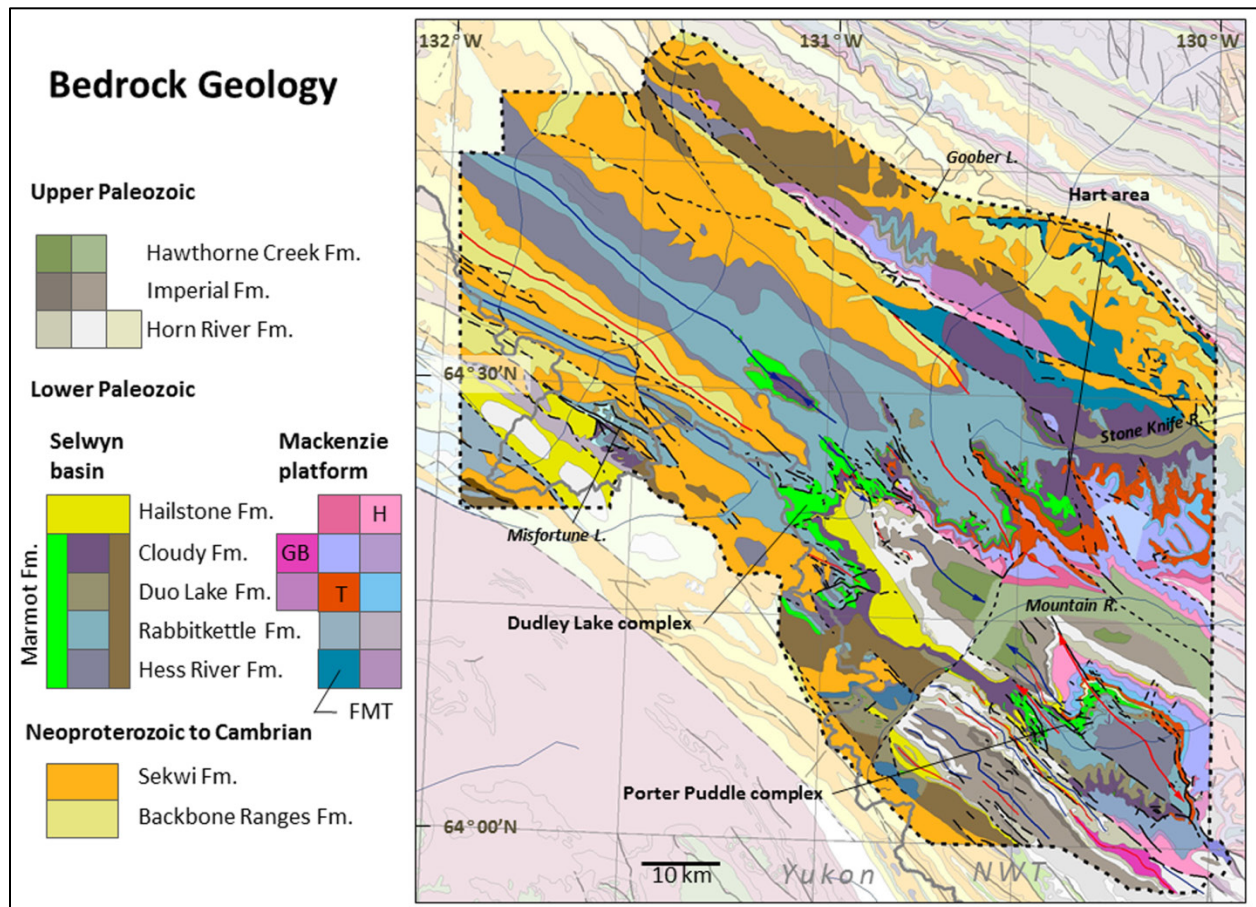 Bedrock Geology
Upper Paleozoic
Hawthorne Creek Fm.
Imperial Fm.
Horn River Fm.
Lower Paleozoic
Selwyn
basin
Mackenzie
platform
Marmot Fm.
Hailstone Fm.
Cloudy Fm.
Duo Lake Fm.
Rabbitkettle Fm.
Hess River Fm.
H
GB
T
FMT
Neoproterozoic to Cambrian
Sekwi Fm.
Backbone Ranges Fm.
132°W
131°W
130°W
Goober L.
Hart area
64°30'N
Stone Knife R.
Misfortune L.
Dudley Lake complex
Mountain R.
Porter Puddle complex
64°00'N
10 km
Yukon
NWT